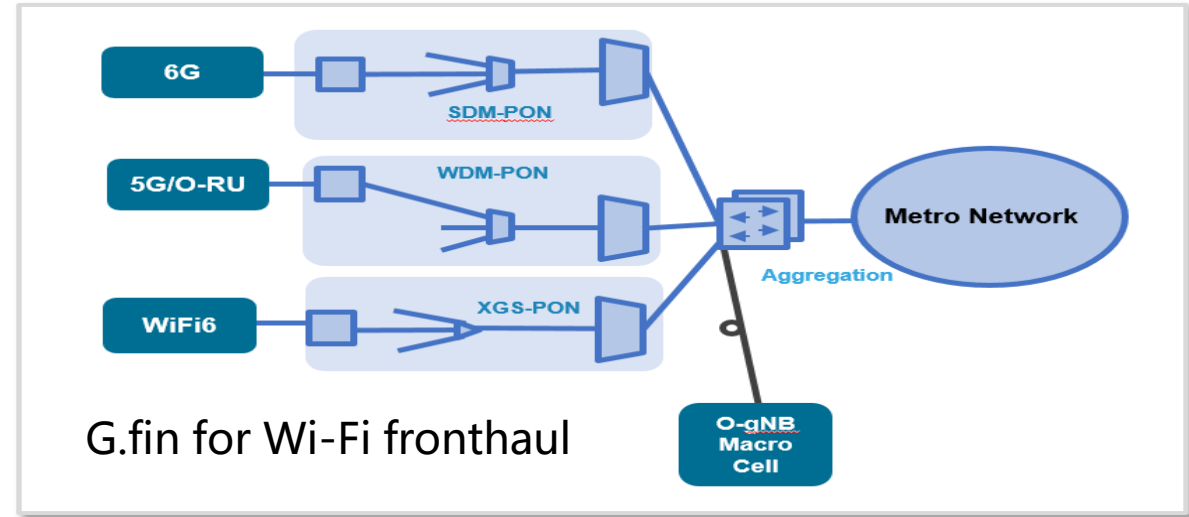 6G
SDM-PON
5G/O-RU
WDM-PON
Metro Network
Aggregation
WiFi6
XGS-PON
G.fin for Wi-Fi fronthaul
O-gNB
Macro
Cell